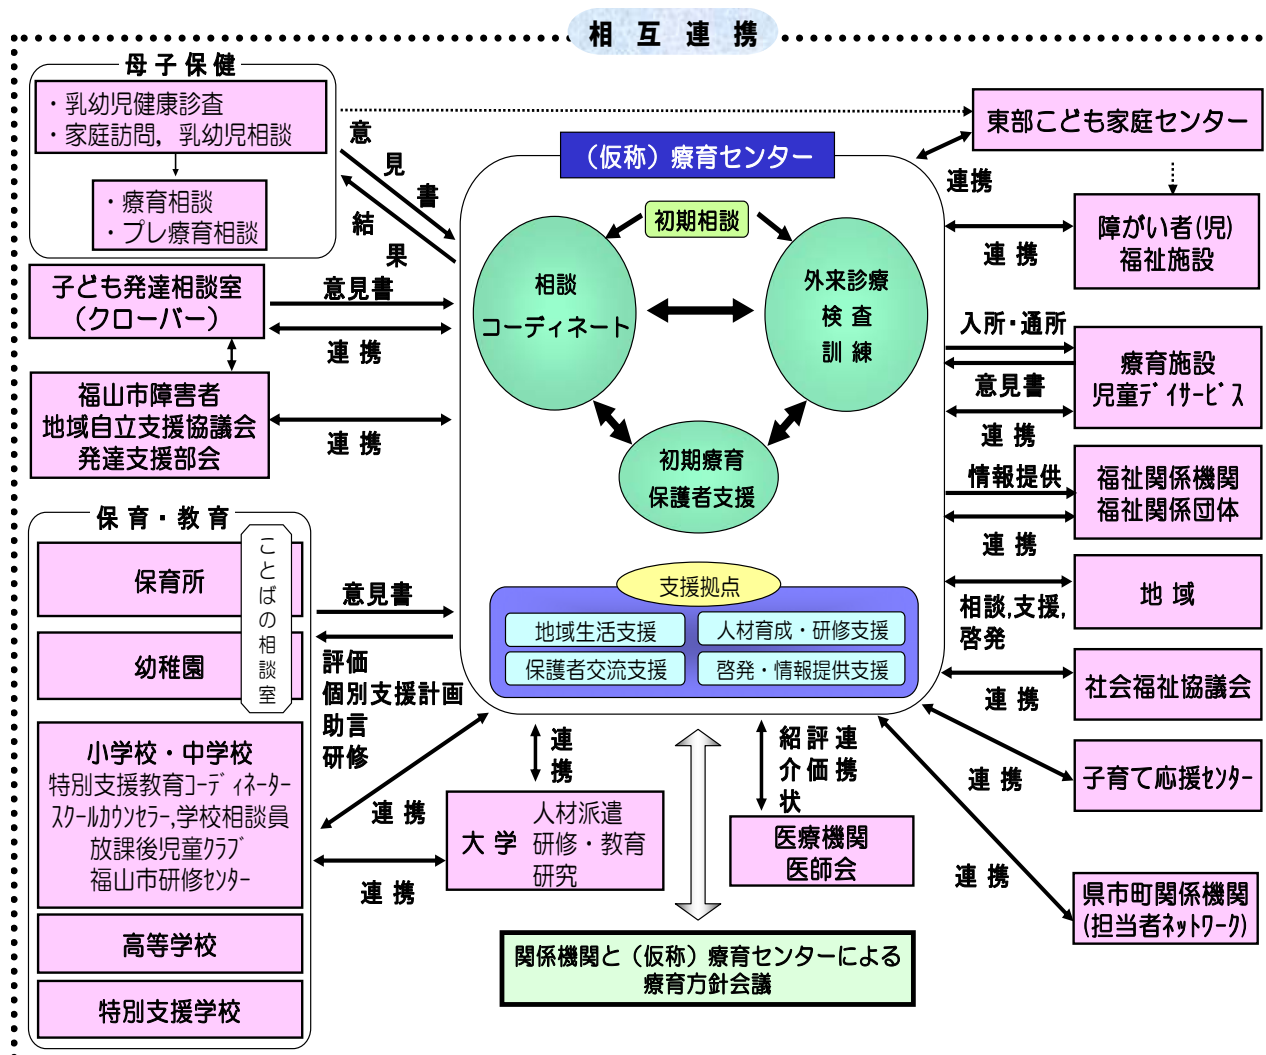 相互連携
母子保健
・乳幼児健康診査
・家庭訪問，乳幼児相談
・療育相談
・プレ療育相談
意見書
結果
子ども発達相談室
（クローバー）
意見書
連携
福山市障害者
地域自立支援協議会
発達支援部会
連携
保育・教育
保育所
幼稚園
ことばの相談室
小学校・中学校
特別支援教育ｺｰﾃﾞｨﾈｰﾀｰ
ｽｸｰﾙｶｳﾝｾﾗｰ,学校相談員
放課後児童ｸﾗﾌﾞ
福山市研修ｾﾝﾀｰ
高等学校
特別支援学校
意見書
評価
個別支援計画
助言
研修
連携
連携
（仮称）療育センター
初期相談
相談
コーディネート
外来診療
検査
訓練
初期療育
保護者支援
支援拠点
地域生活支援
人材育成・研修支援
保護者交流支援
啓発・情報提供支援
連携
大学
人材派遣
研修・教育
研究
紹介状
評価
連携
医療機関
医師会
関係機関と（仮称）療育センターによる
療育方針会議
東部こども家庭センター
連携
障がい者(児)
福祉施設
連携
入所・通所
療育施設
児童ﾃﾞｲｻｰﾋﾞｽ
意見書
連携
情報提供
福祉関係機関
福祉関係団体
連携
地域
相談,支援,
啓発
社会福祉協議会
連携
子育て応援ｾﾝﾀｰ
連携
県市町関係機関
(担当者ﾈｯﾄﾜｰｸ)
連携